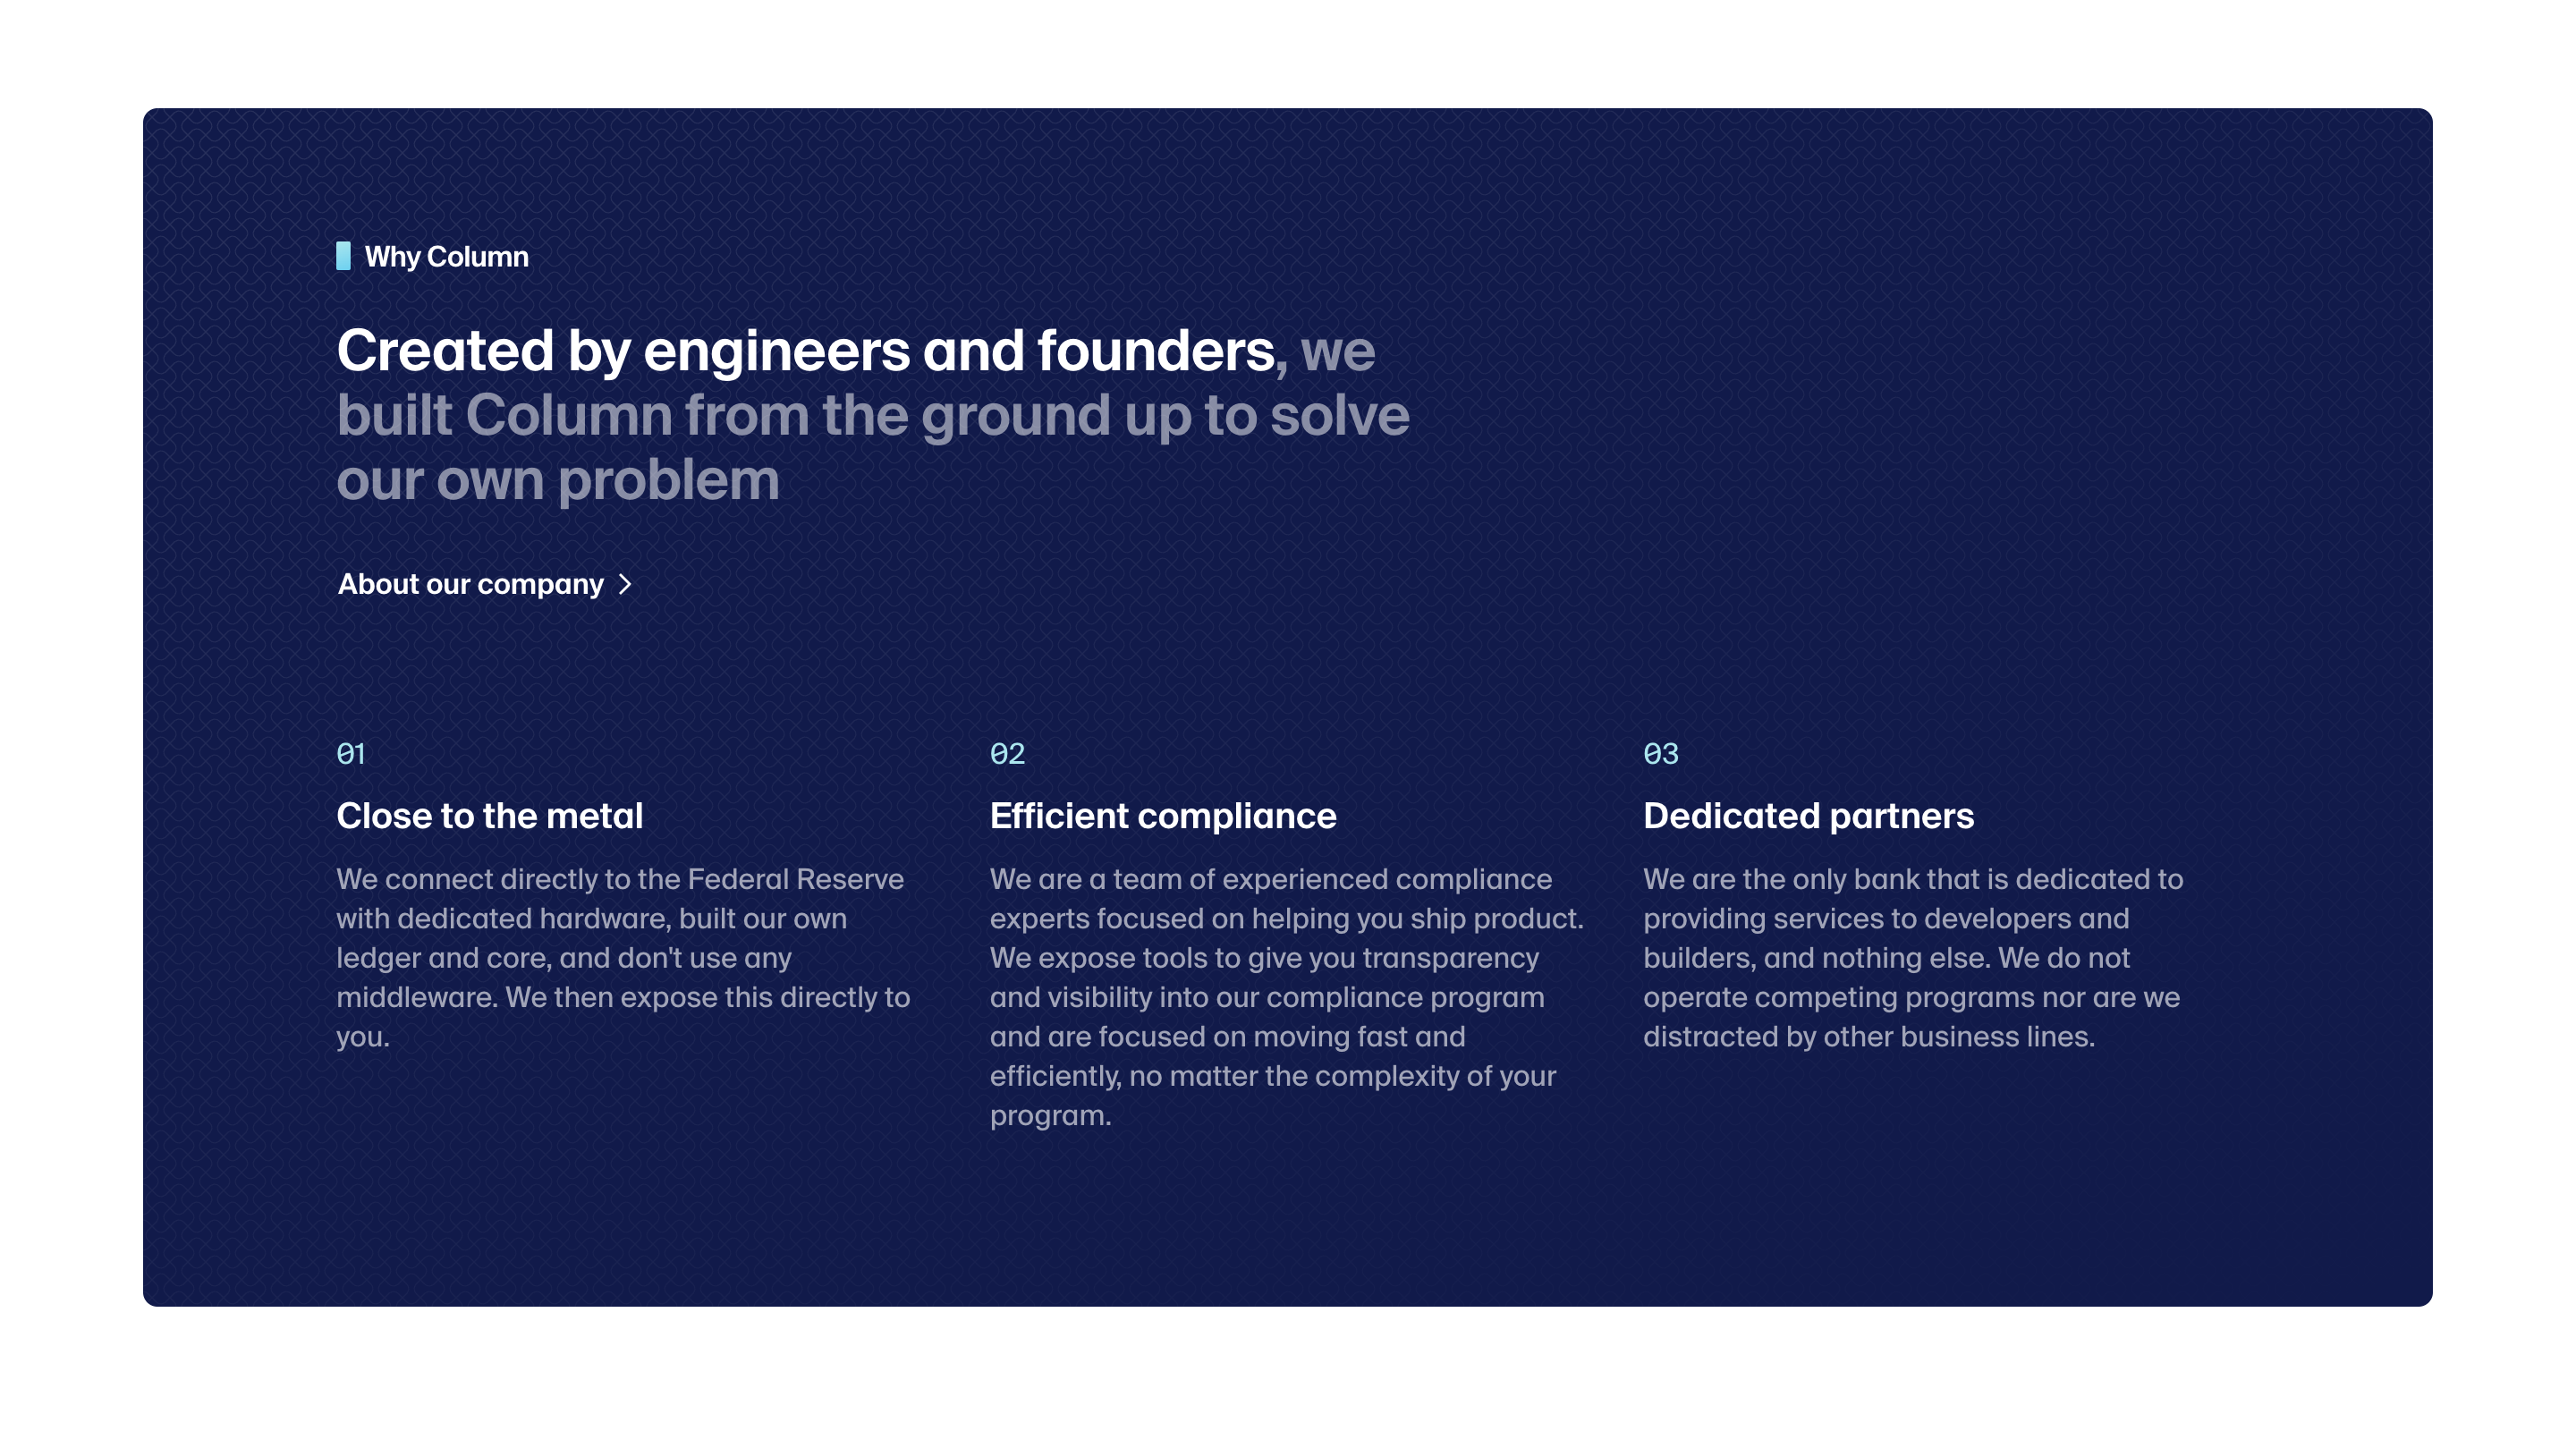 Why Column
Created by engineers and founders, we
built Column from the ground up to solve
our own problem
About our company
01
Close to the metal
We connect directly to the Federal Reserve
with dedicated hardware, built our own
ledger and core, and don't use any
middleware. We then expose this directly to
you.
02
Efficient compliance
We are a team of experienced compliance
experts focused on helping you ship product.
We expose tools to give you transparency
and visibility into our compliance program
and are focused on moving fast and
efficiently, no matter the complexity of your
program.
03
Dedicated partners
We are the only bank that is dedicated to
providing services to developers and
builders, and nothing else. We do not
operate competing programs nor are we
distracted by other business lines.